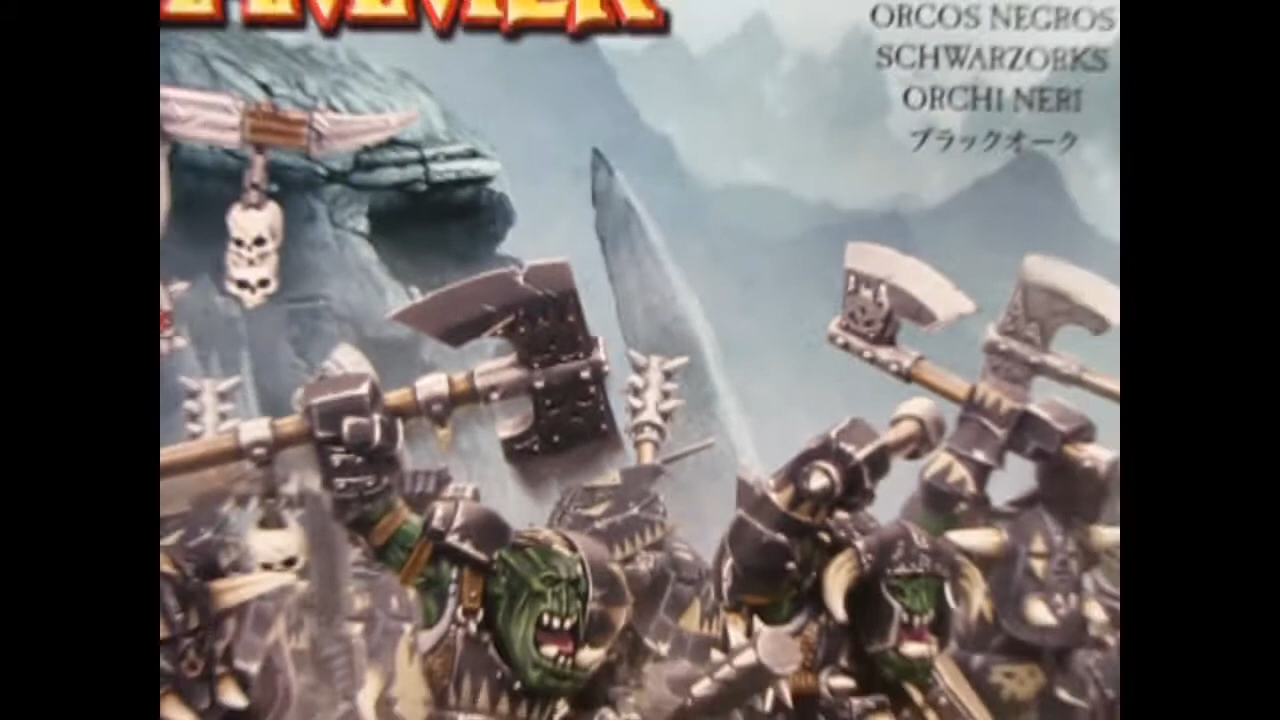 ORCOS NEGROS
SCHWARZORKS
ORCHI NERI
ブラックオーク